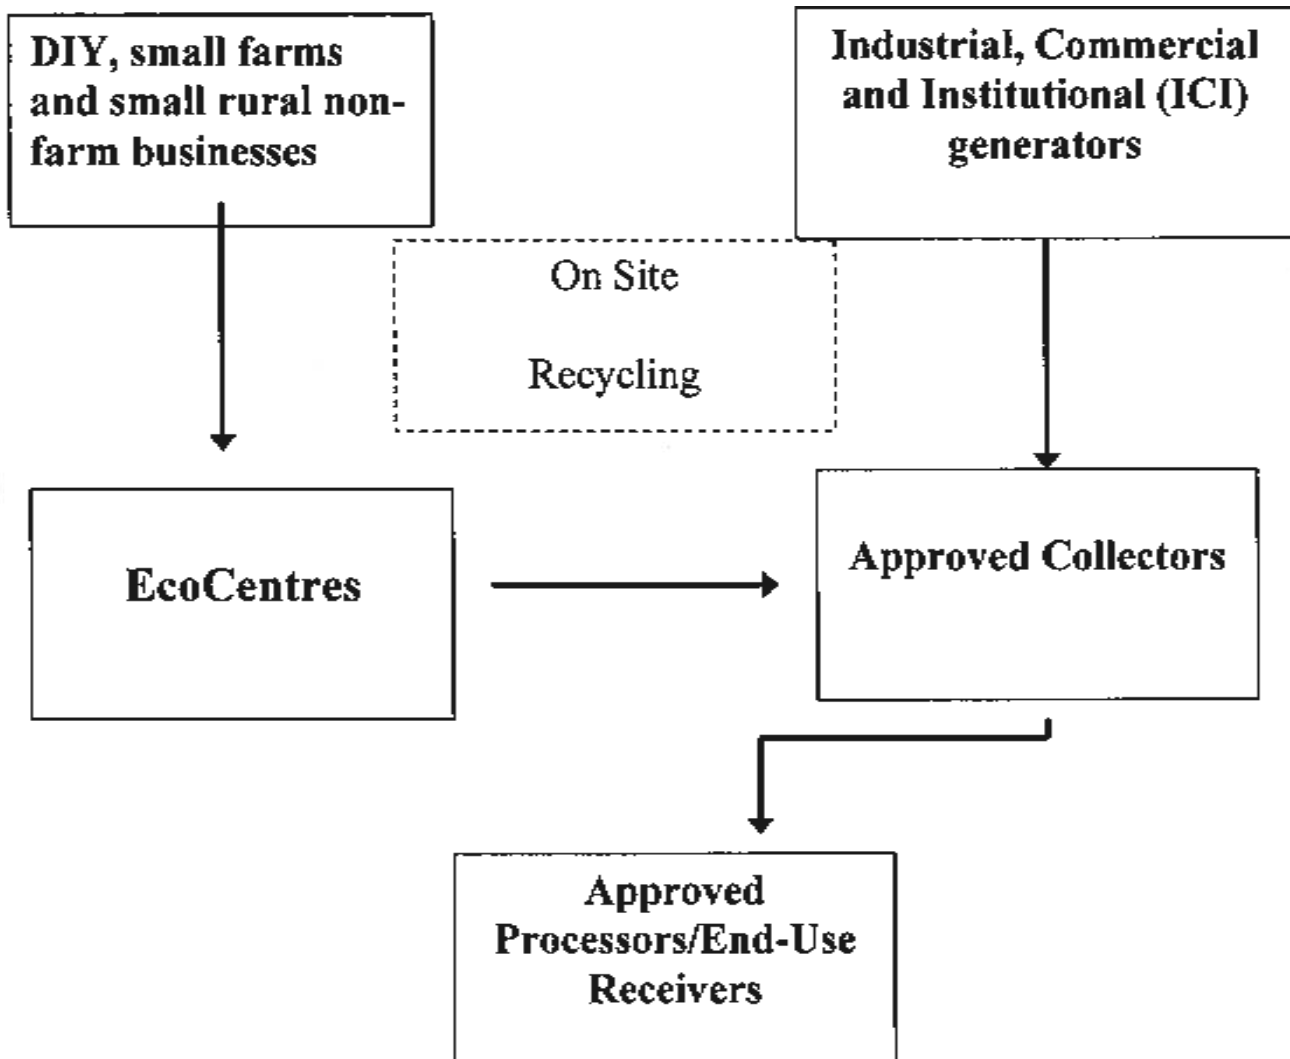 DIY, small farms
and small rural non-
farm businesses
Industrial, Commercial
and Institutional (ICI)
generators
On Site
Recycling
EcoCentres
Approved Collectors
Approved
Processors/End-Use
Receivers